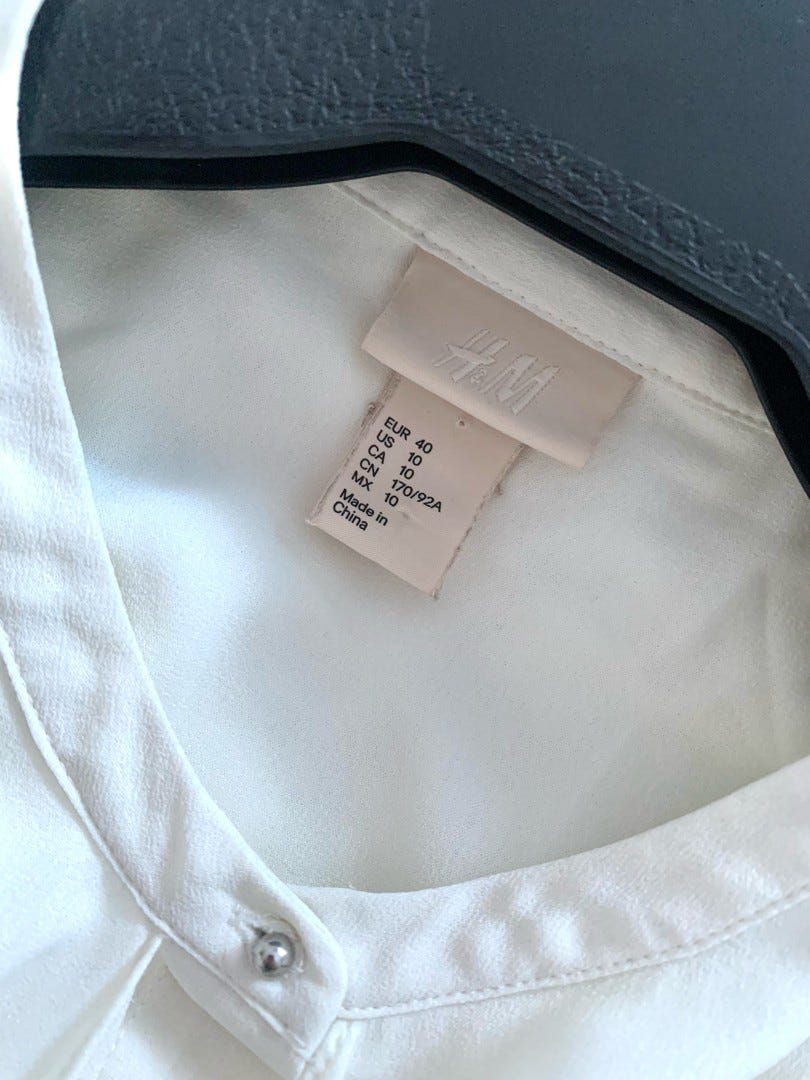 H&M
EUR 40
US 10
CA 10
CN 170/92A
MX 10
Made in
China